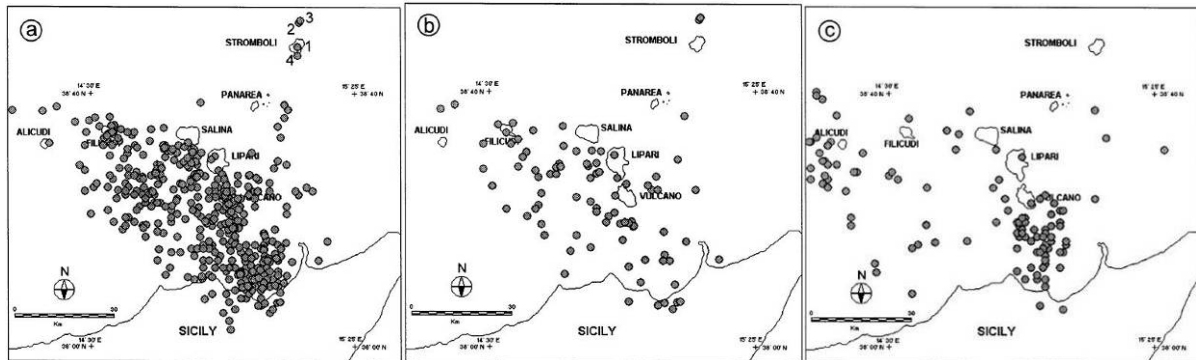 a
3
2
STROMBOLI 1
4
14° 30' E
38° 40' N +
15° 25' E
+ 38° 40' N
PANAREA
ALICUDI
SALINA
LIPARI
N
0 30
Km
SICILY
14° 30' E
38° 00' N +
15° 25' E
+ 38° 00' N
b
STROMBOLI
14° 30' E
38° 40' N +
15° 25' E
+ 38° 40' N
PANAREA
ALICUDI
SALINA
LIPARI
VULCANO
N
0 30
Km
SICILY
14° 30' E
38° 00' N +
15° 25' E
+ 38° 00' N
c
STROMBOLI
14° 30' E
38° 40' N +
15° 25' E
+ 38° 40' N
PANAREA
ALICUDI
FILICUDI
SALINA
LIPARI
N
0 30
Km
SICILY
14° 30' E
38° 00' N +
15° 25' E
+ 38° 00' N